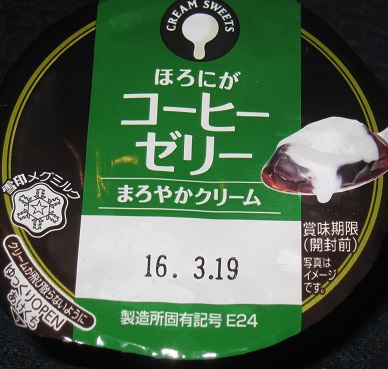 CREAM SWEETS
ほろにが
コーヒー
ゼリー
まろやかクリーム
雪印メグミルク
賞味期限
(開封前)
写真は
イメージ
です。
16. 3.19
クリームが飛び散らないように
ゆっくりOPEN
あけくち
製造所固有記号 E24